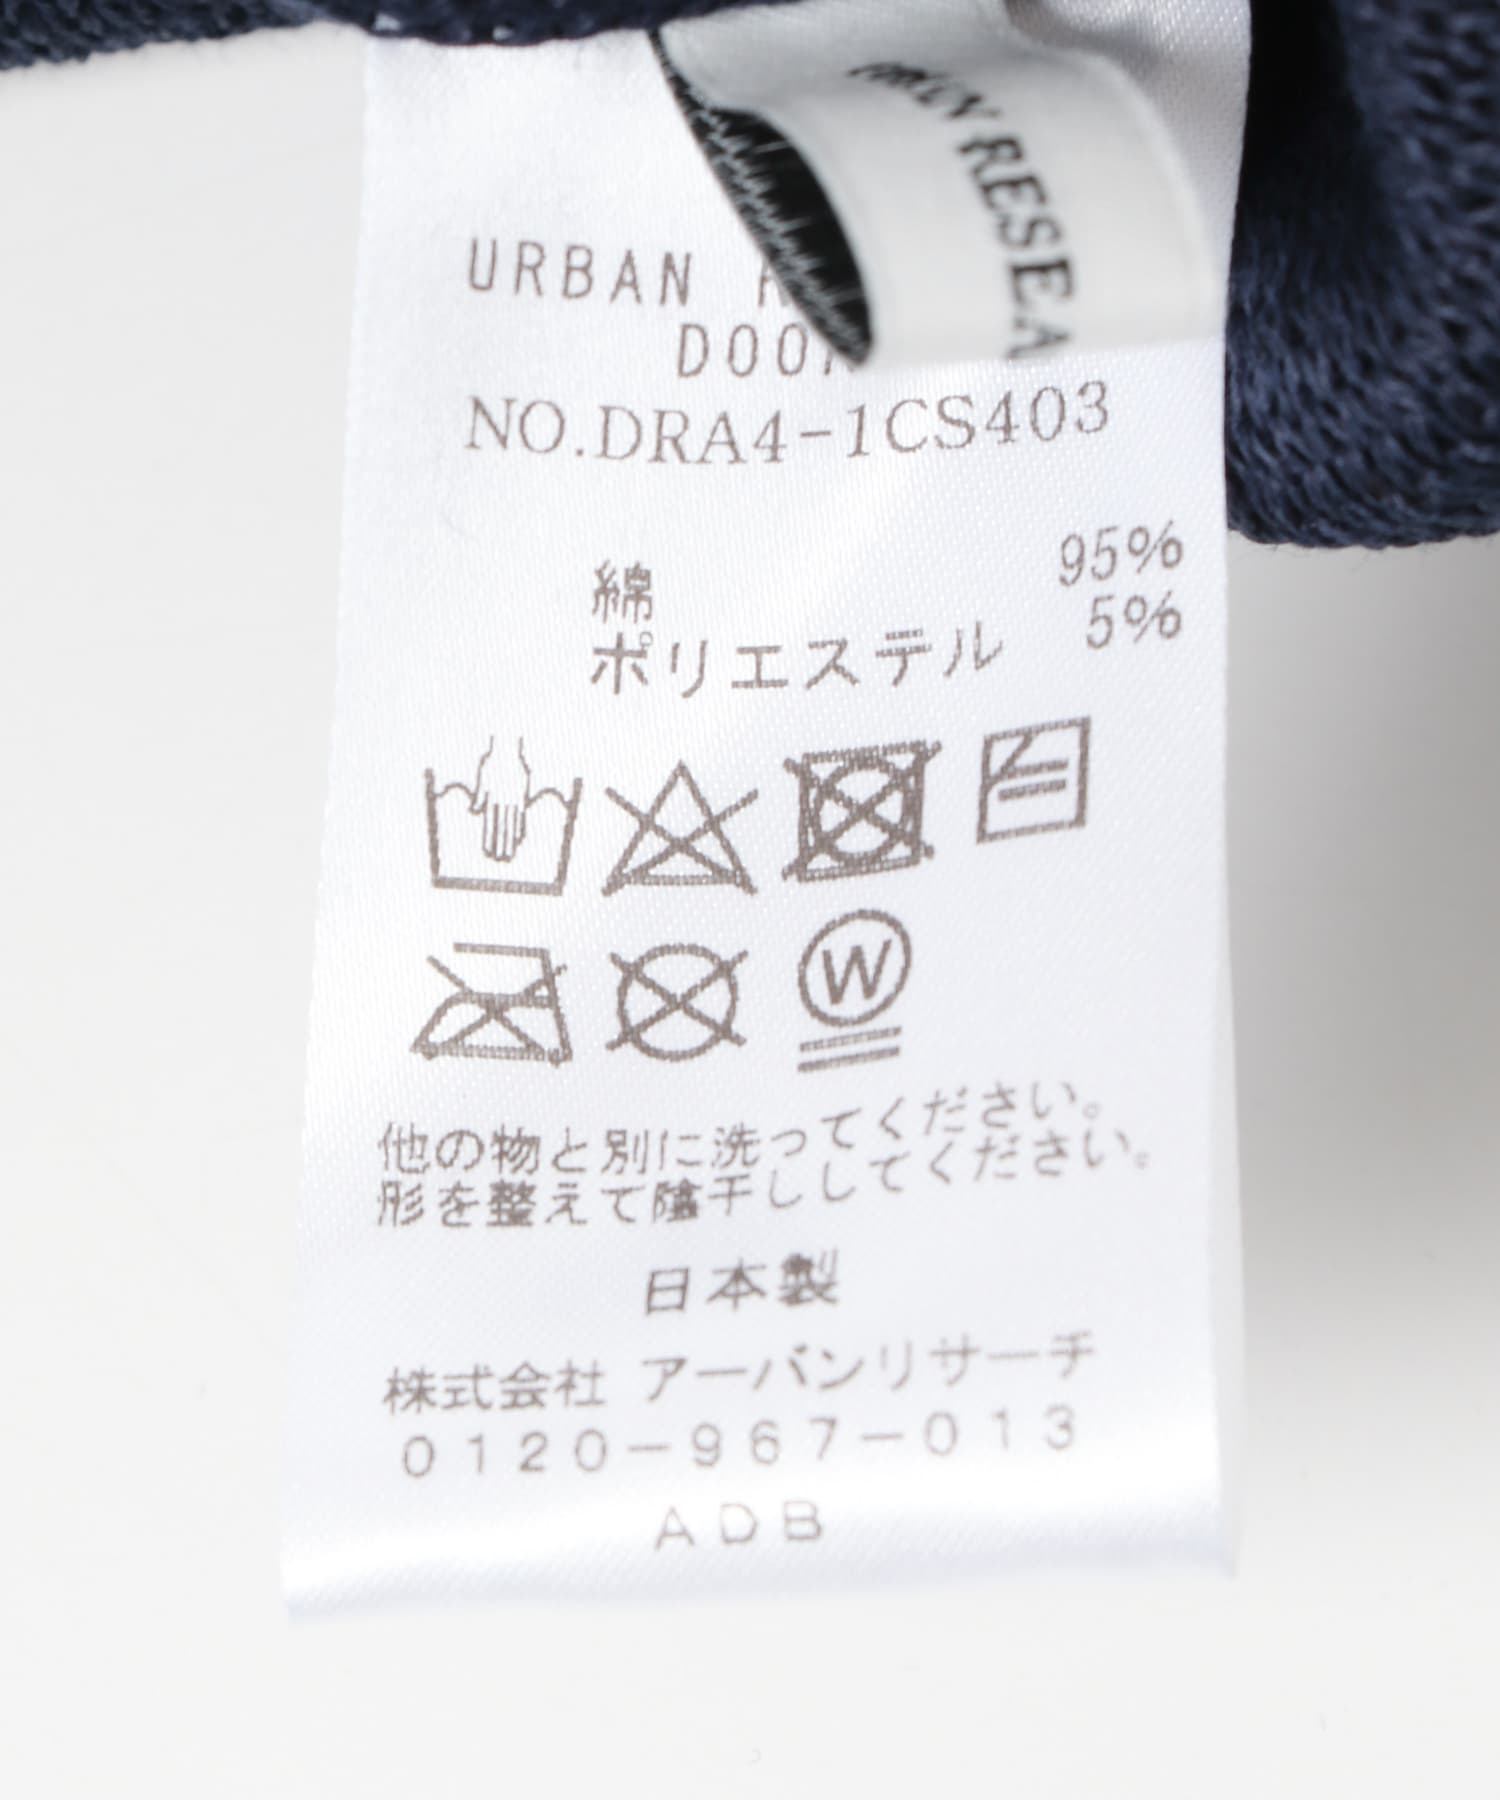 URBAN
NO.DRA4-1CS403
綿 95%
ポリエステル 5%
W
他の物と別に洗ってください。
形を整えて陰干ししてください。
日本製
株式会社 アーバンリサーチ
0120-967-013
ADB